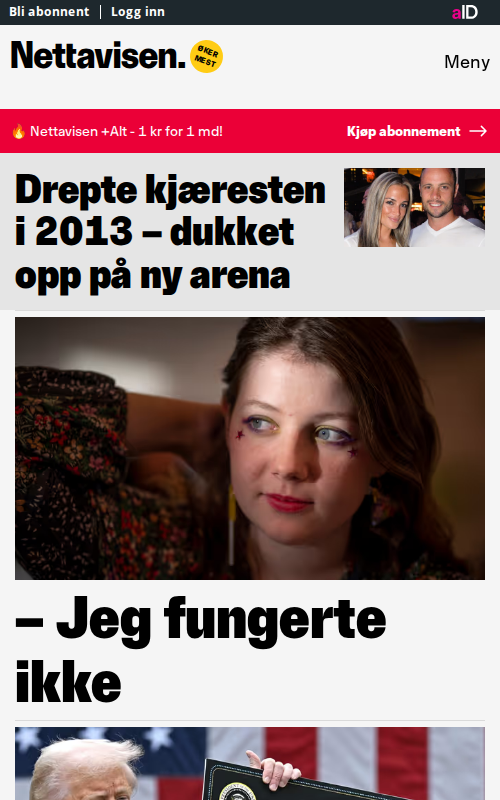 Bli abonnent | Logg inn
aID
Nettavisen.
ØKER
MEST
Meny
🔥 Nettavisen +Alt - 1 kr for 1 md!
Kjøp abonnement →
Drepte kjæresten
i 2013 – dukket
opp på ny arena
– Jeg fungerte
ikke